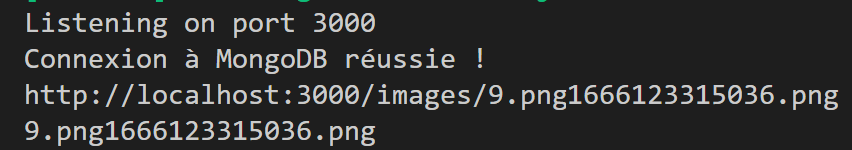 Listening on port 3000
Connexion à MongoDB réussie !
http://localhost:3000/images/9.png1666123315036.png
9.png1666123315036.png